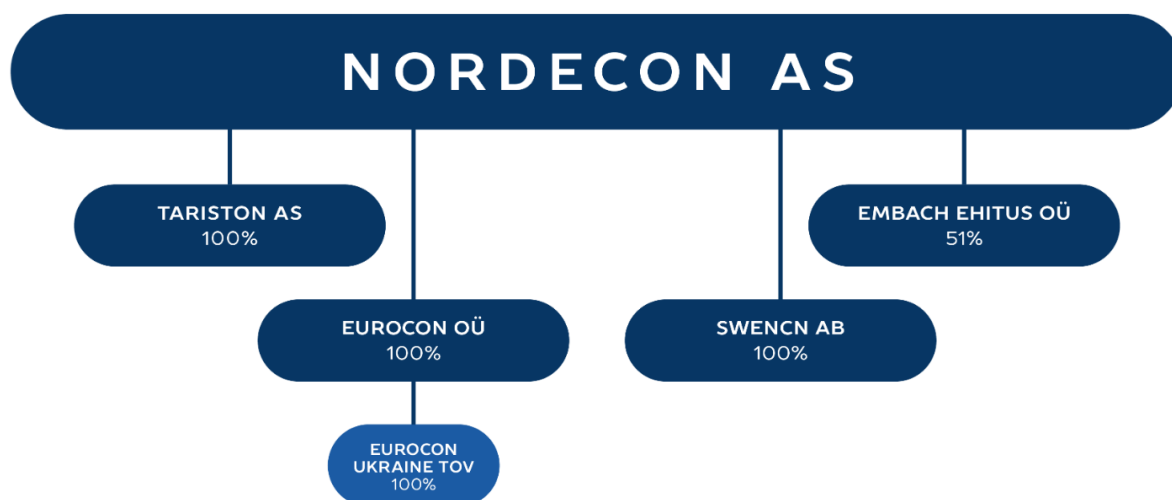 NORDECON AS
TARISTON AS
100%
EMBACH EHITUS OÜ
51%
EUROCON OÜ
100%
SWENCN AB
100%
EUROCON
UKRAINE TOV
100%